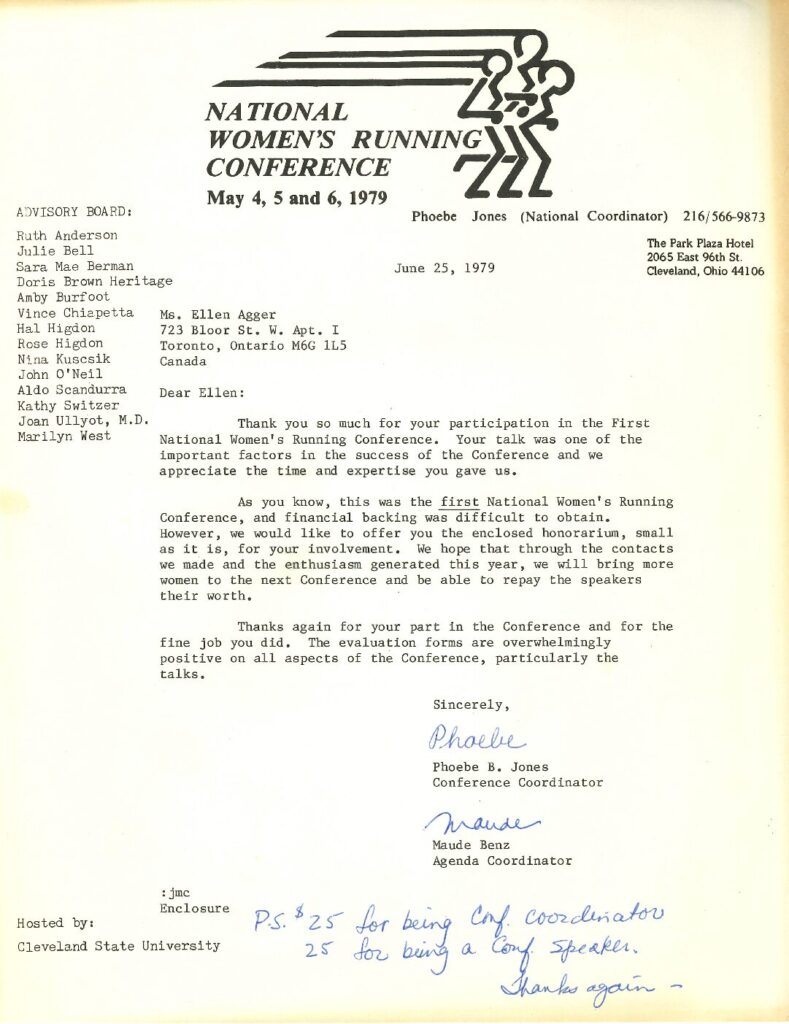 NATIONAL
WOMEN'S RUNNING
CONFERENCE
May 4, 5 and 6, 1979
Phoebe Jones (National Coordinator) 216/566-9873
The Park Plaza Hotel
2065 East 96th St.
Cleveland, Ohio 44106
ADVISORY BOARD:
Ruth Anderson
Julie Bell
Sara Mae Berman
Doris Brown Heritage
Amby Burfoot
Vince Chiapetta
Hal Higdon
Rose Higdon
Nina Kuscsik
John O'Neil
Aldo Scandurra
Kathy Switzer
Joan Ullyot, M.D.
Marilyn West
June 25, 1979
Ms. Ellen Agger
723 Bloor St. W. Apt. I
Toronto, Ontario M6G 1L5
Canada
Dear Ellen:
Thank you so much for your participation in the First
National Women's Running Conference. Your talk was one of the
important factors in the success of the Conference and we
appreciate the time and expertise you gave us.
As you know, this was the first National Women's Running
Conference, and financial backing was difficult to obtain.
However, we would like to offer you the enclosed honorarium, small
as it is, for your involvement. We hope that through the contacts
we made and the enthusiasm generated this year, we will bring more
women to the next Conference and be able to repay the speakers
their worth.
Thanks again for your part in the Conference and for the
fine job you did. The evaluation forms are overwhelmingly
positive on all aspects of the Conference, particularly the
talks.
Sincerely,
Phoebe
Phoebe B. Jones
Conference Coordinator
Maude
Maude Benz
Agenda Coordinator
:jmc
Enclosure
Hosted by:
Cleveland State University
P.S. $25 for being Conf. coordinator
25 for being a Conf. Speaker.
Thanks again -